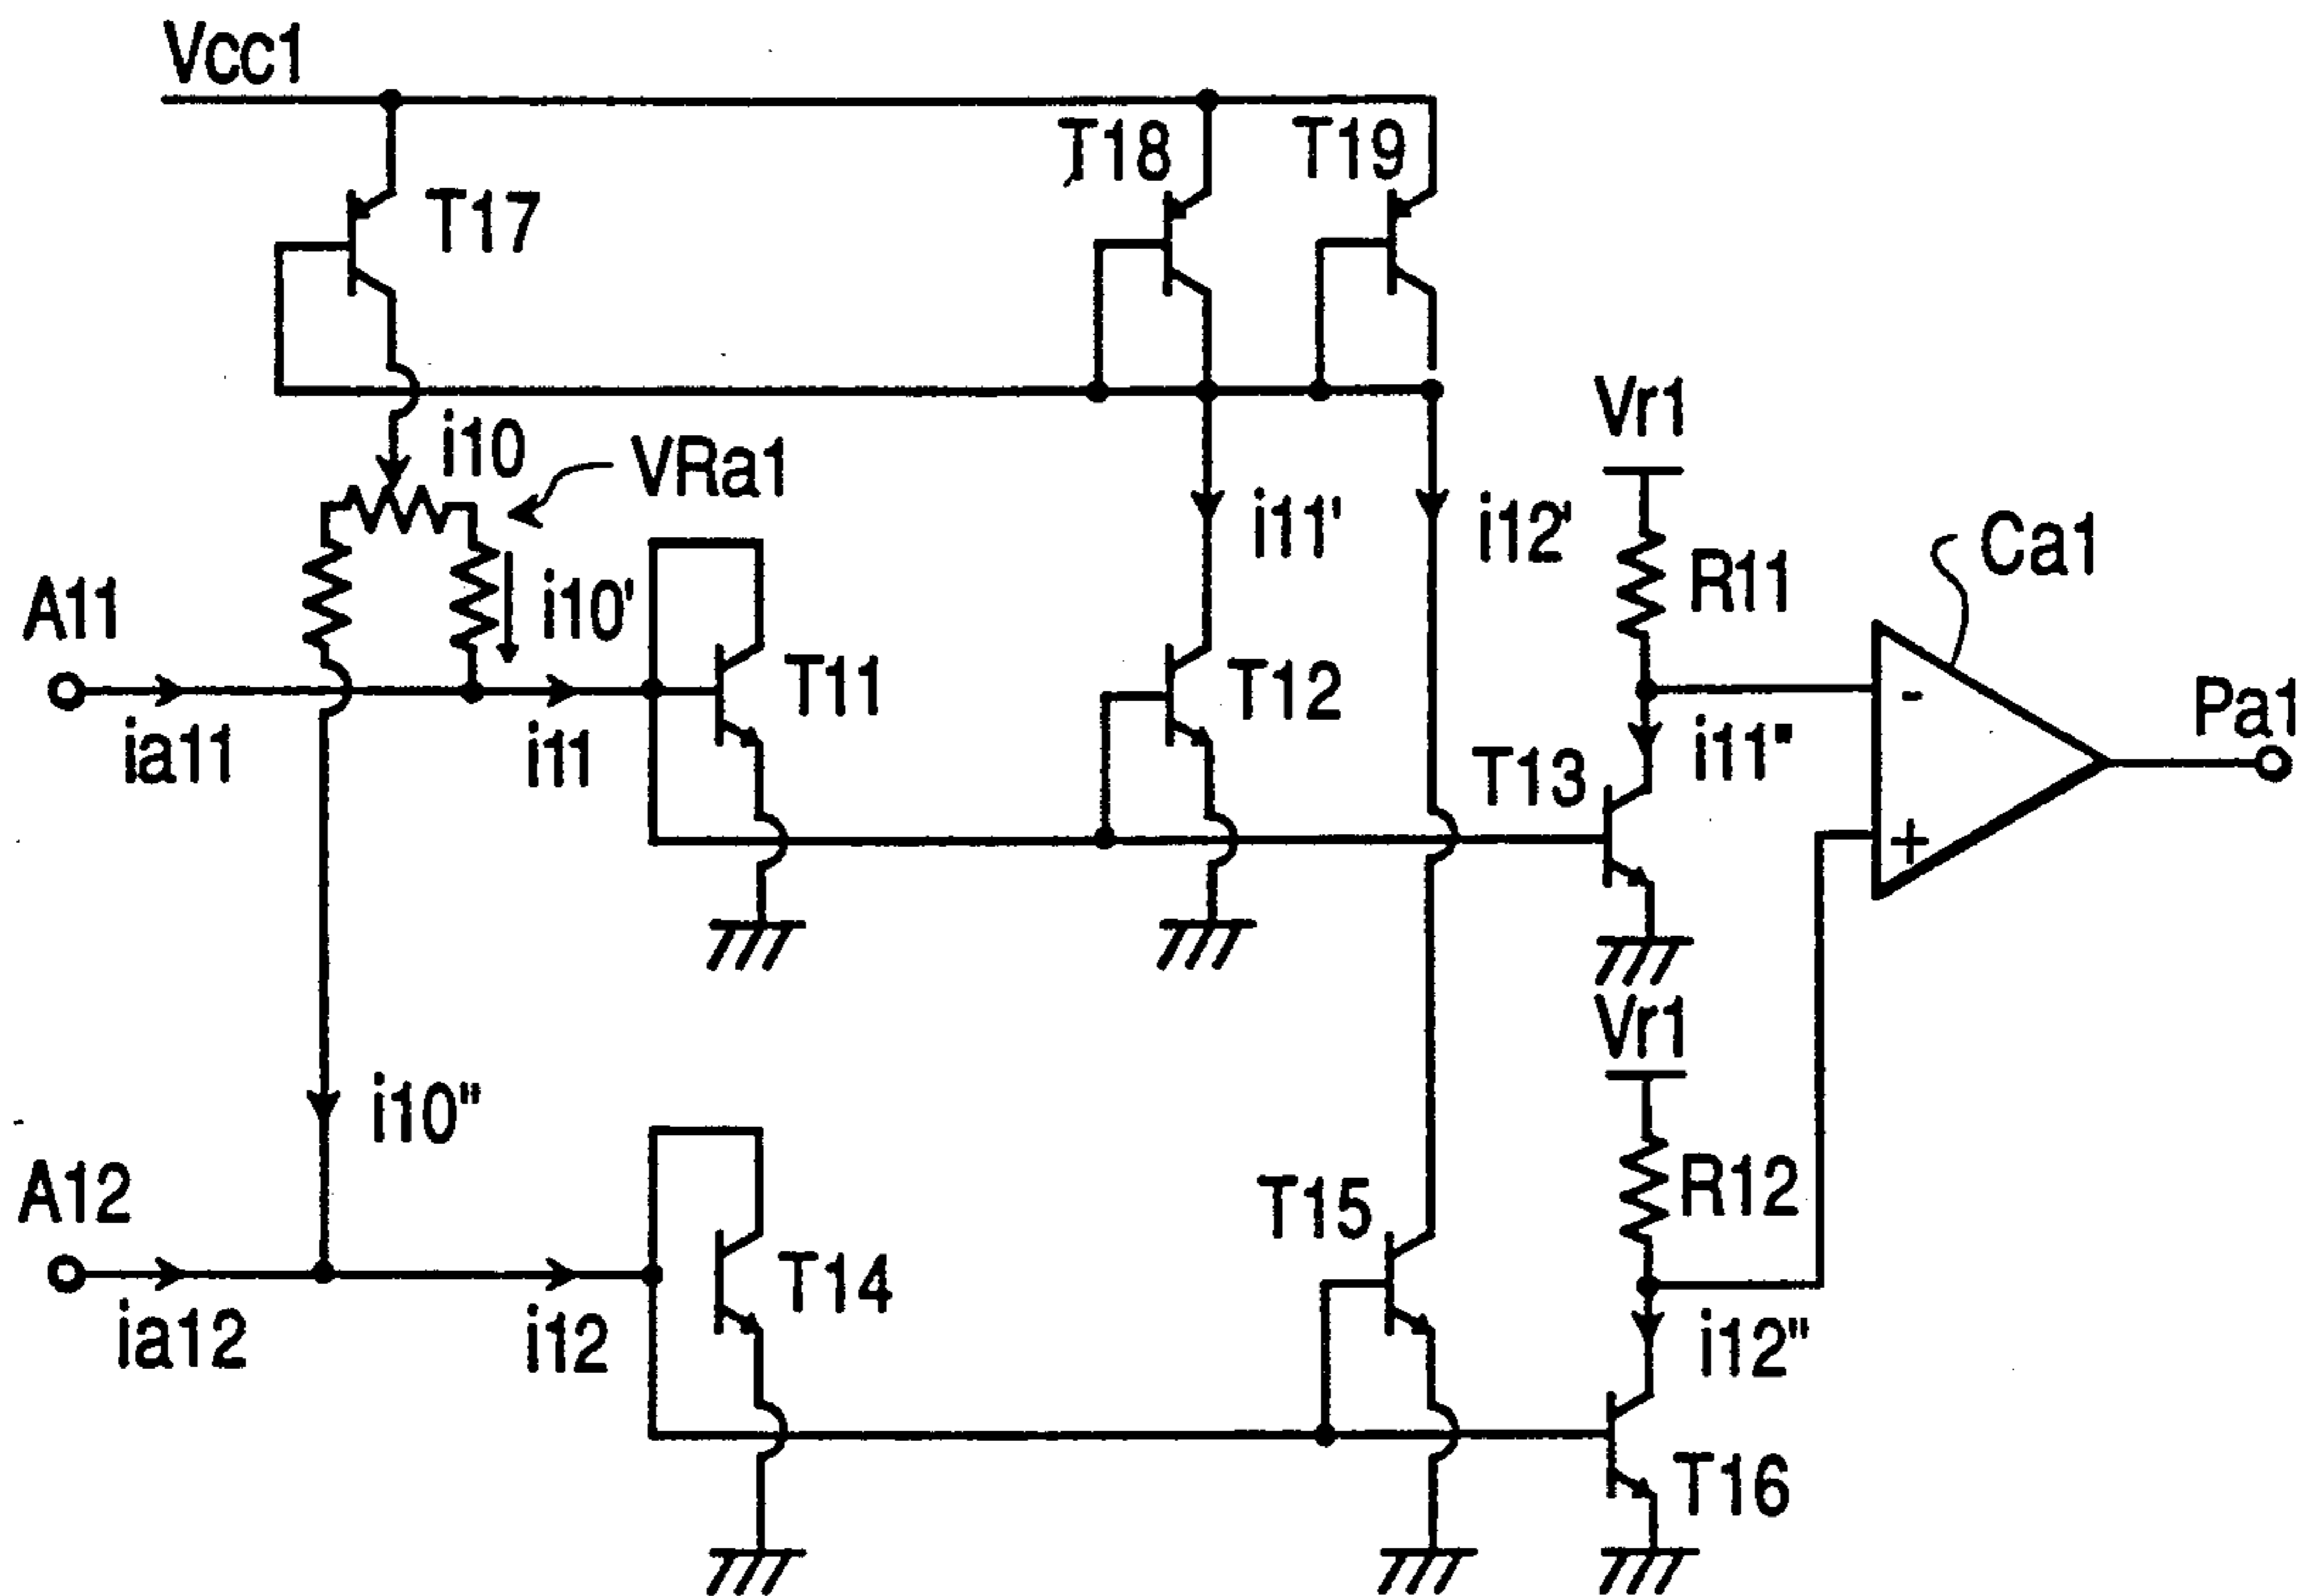 Vcc1
T17
T18
T19
i10
VRa1
Vr1
i11'
i12'
R11
Ca1
A11
i10'
T11
T12
ia11
i11
T13
i11"
-
+
Pa1
Vr1
i10"
A12
T14
T15
R12
ia12
i12
i12"
T16